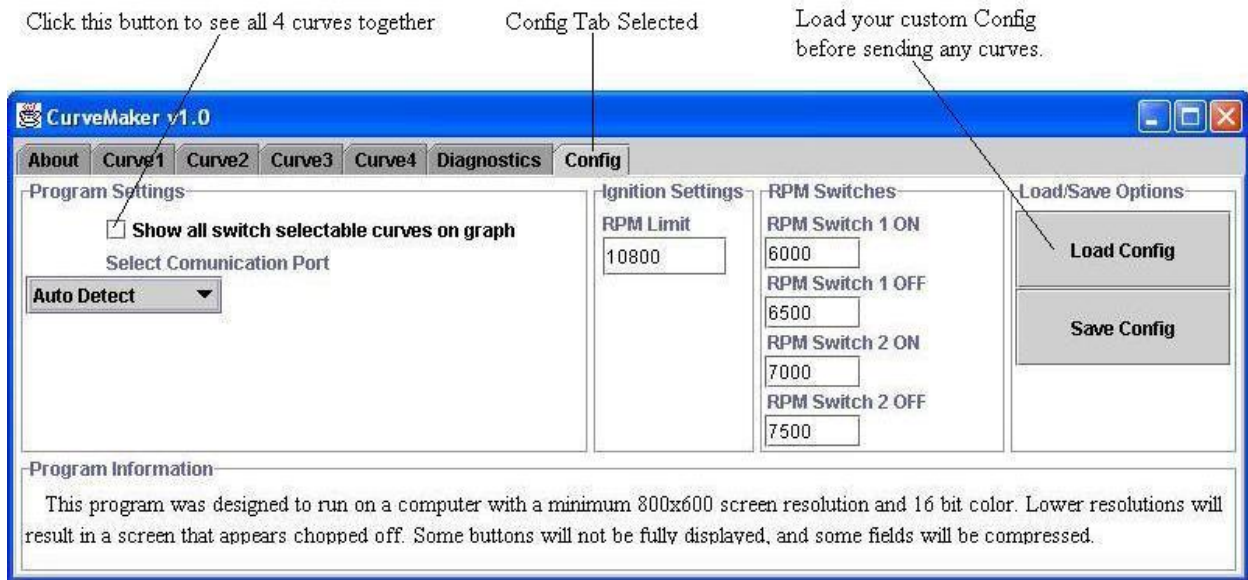 Click this button to see all 4 curves together
Config Tab Selected
Load your custom Config
before sending any curves.
CurveMaker v1.0
About Curve1 Curve2 Curve3 Curve4 Diagnostics Config
Program Settings
Show all switch selectable curves on graph
Select Comunication Port
Auto Detect
Ignition Settings
RPM Limit
10800
RPM Switches
RPM Switch 1 ON
6000
RPM Switch 1 OFF
6500
RPM Switch 2 ON
7000
RPM Switch 2 OFF
7500
Load/Save Options
Load Config
Save Config
Program Information
This program was designed to run on a computer with a minimum 800x600 screen resolution and 16 bit color. Lower resolutions will
result in a screen that appears chopped off. Some buttons will not be fully displayed, and some fields will be compressed.